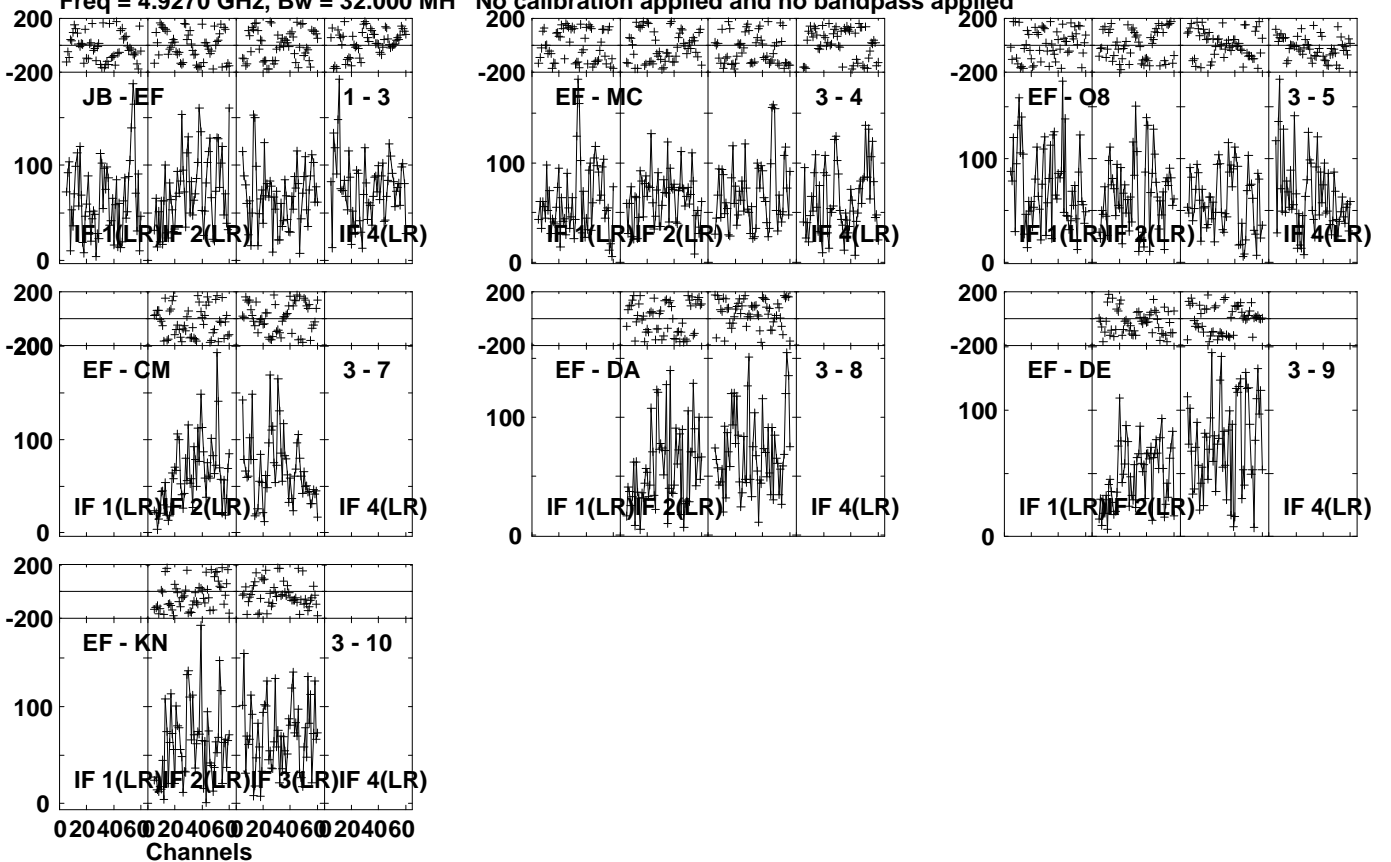 Freq = 4.9270 GHz, Bw = 32.000 MH No calibration applied and no bandpass applied
200
-200
JB - EF 1 - 3
100
IF 1(LR) IF 2(LR) IF 4(LR)
0
200
-200
EF - MC 3 - 4
100
IF 1(LR) IF 2(LR) IF 4(LR)
0
200
-200
EF - O8 3 - 5
100
IF 1(LR) IF 2(LR) IF 4(LR)
0
200
-200
200
EF - CM 3 - 7
100
IF 1(LR) IF 2(LR) IF 4(LR)
0
200
-200
EF - DA 3 - 8
100
IF 1(LR) IF 2(LR) IF 4(LR)
0
200
-200
EF - DE 3 - 9
100
IF 1(LR) IF 2(LR) IF 4(LR)
0
200
-200
EF - KN 3 - 10
100
IF 1(LR) IF 2(LR) IF 3(LR) IF 4(LR)
0
0 20 40 60 0 20 40 60 0 20 40 60 0 20 40 60
Channels